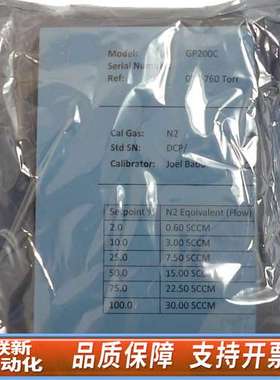 Model: GP200C
Serial Num
Ref: 760 Torr
Cal Gas: N2
Std SN: DCP/
Calibrator: Joel
Setpoint % N2 Equivalent (Flow)
2.0 0.60 SCCM
10.0 3.00 SCCM
25.0 7.50 SCCM
50.0 15.00 SCCM
75.0 22.50 SCCM
100.0 30.00 SCCM
联新
动化
品质保障 支持开票